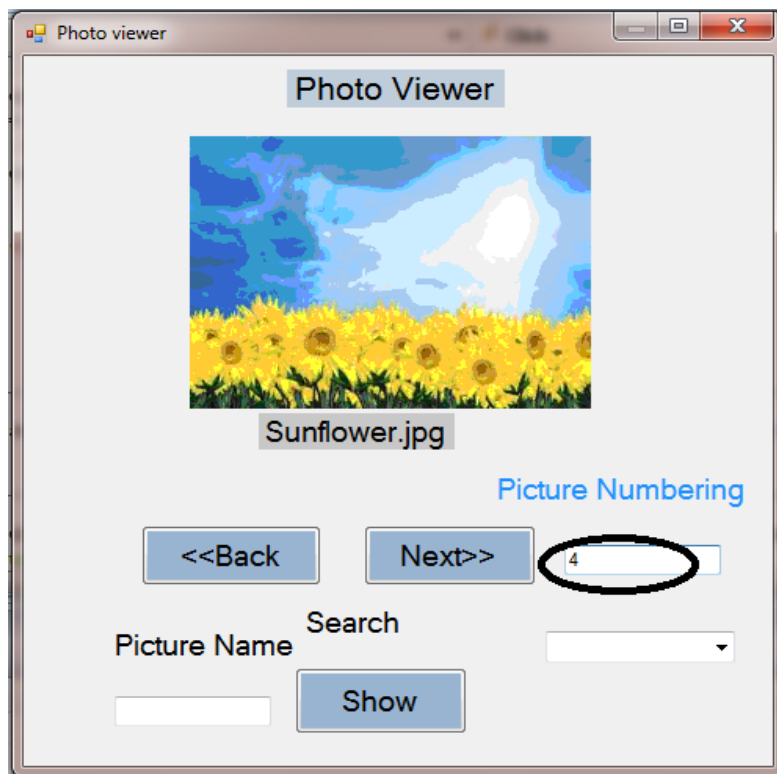 Photo viewer
Photo Viewer
Sunflower.jpg
Picture Numbering
<<Back
Next>>
4
Search
Picture Name
Show